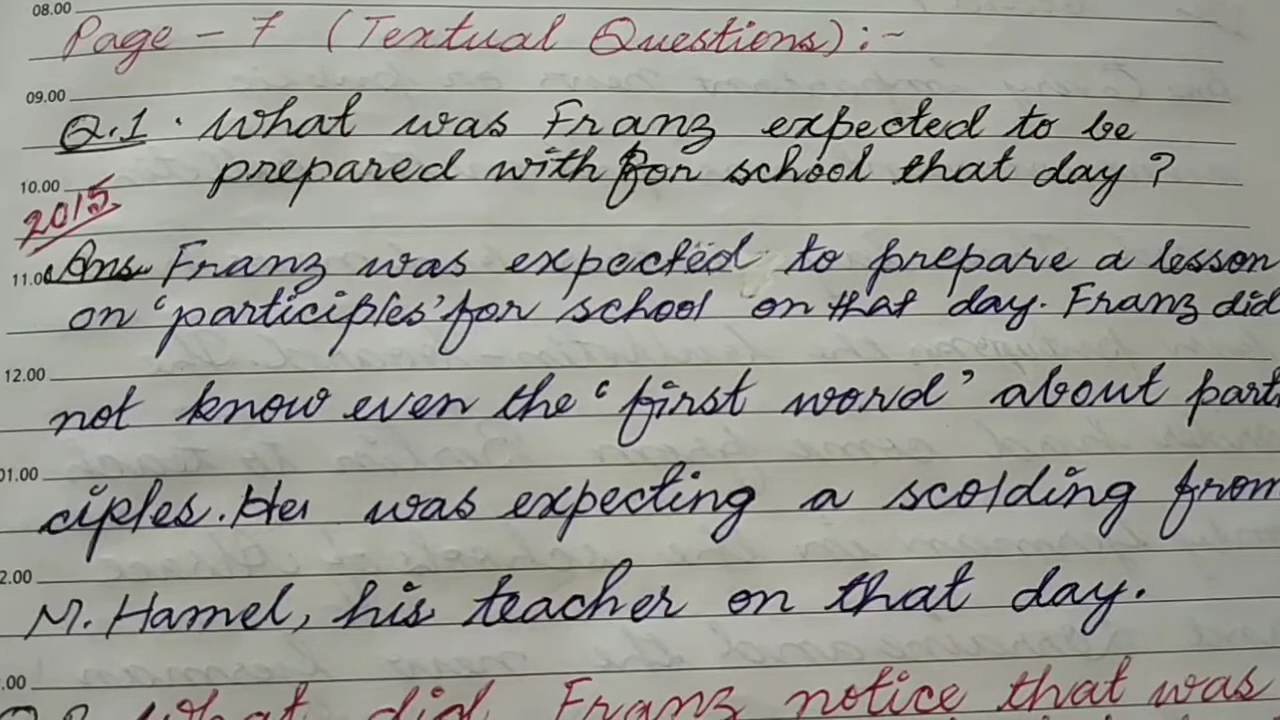 08.00
Page - 7 (Textual Questions):-
09.00
Q.1. What was Franz expected to be
prepared with for school that day?
10.00
2015
11.00
Ans. Franz was expected to prepare a lesson
on 'participles' for school on that day. Franz did
12.00
not know even the 'first word' about parti
01.00
ciples. He was expecting a scolding from
2.00
M. Hamel, his teacher on that day.
.00
What did Franz notice that was